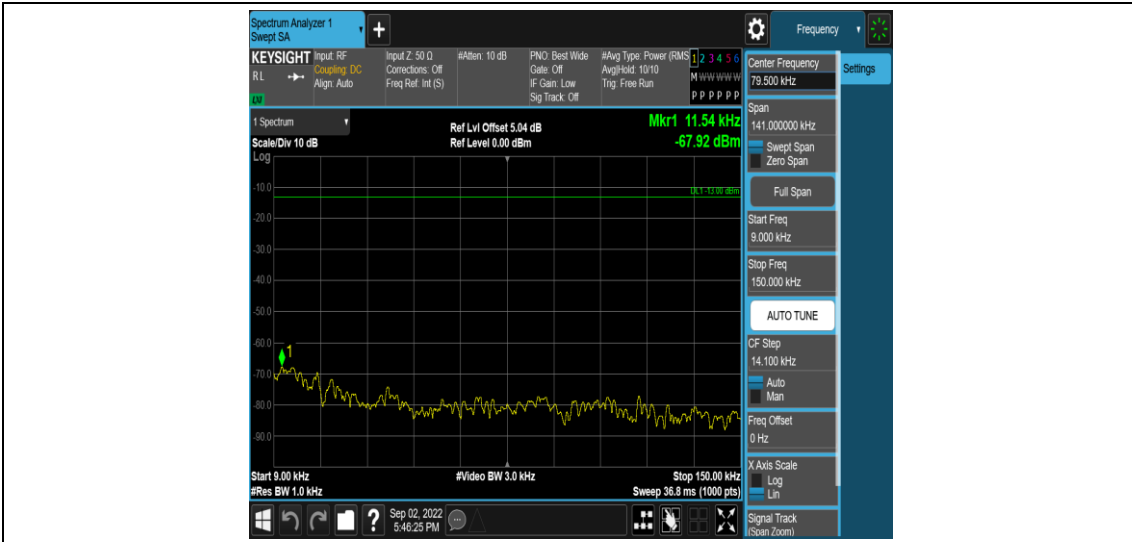 Spectrum Analyzer 1
Swept SA
+
Frequency
KEYSIGHT
RL
LXI
Input: RF
Coupling: DC
Align: Auto
Input Z: 50 Ω
Corrections: Off
Freq Ref: Int (S)
#Atten: 10 dB
PNO: Best Wide
Gate: Off
IF Gain: Low
Sig Track: Off
#Avg Type: Power (RMS
Avg|Hold: 10/10
Trig: Free Run
1 2 3 4 5 6
M W W W W W
P P P P P P
Center Frequency
79.500 kHz
Settings
Span
141.000000 kHz
Swept Span
Zero Span
Full Span
Start Freq
9.000 kHz
Stop Freq
150.000 kHz
AUTO TUNE
CF Step
14.100 kHz
Auto
Man
Freq Offset
0 Hz
X Axis Scale
Log
Lin
Signal Track
(Span Zoom)
1 Spectrum
Scale/Div 10 dB
Log
Ref Lvl Offset 5.04 dB
Ref Level 0.00 dBm
Mkr1 11.54 kHz
-67.92 dBm
DL1 -13.00 dBm
-10.0
-20.0
-30.0
-40.0
-50.0
-60.0
-70.0
-80.0
-90.0
1
Start 9.00 kHz
#Res BW 1.0 kHz
#Video BW 3.0 kHz
Stop 150.00 kHz
Sweep 36.8 ms (1000 pts)
?
Sep 02, 2022
5:46:25 PM